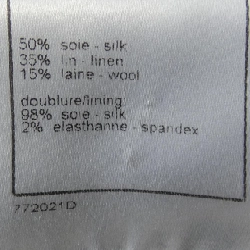 50% soie - silk
35% lin - linen
15% laine - wool
doublure/lining
98% soie - silk
2% elasthanne - spandex
772021D